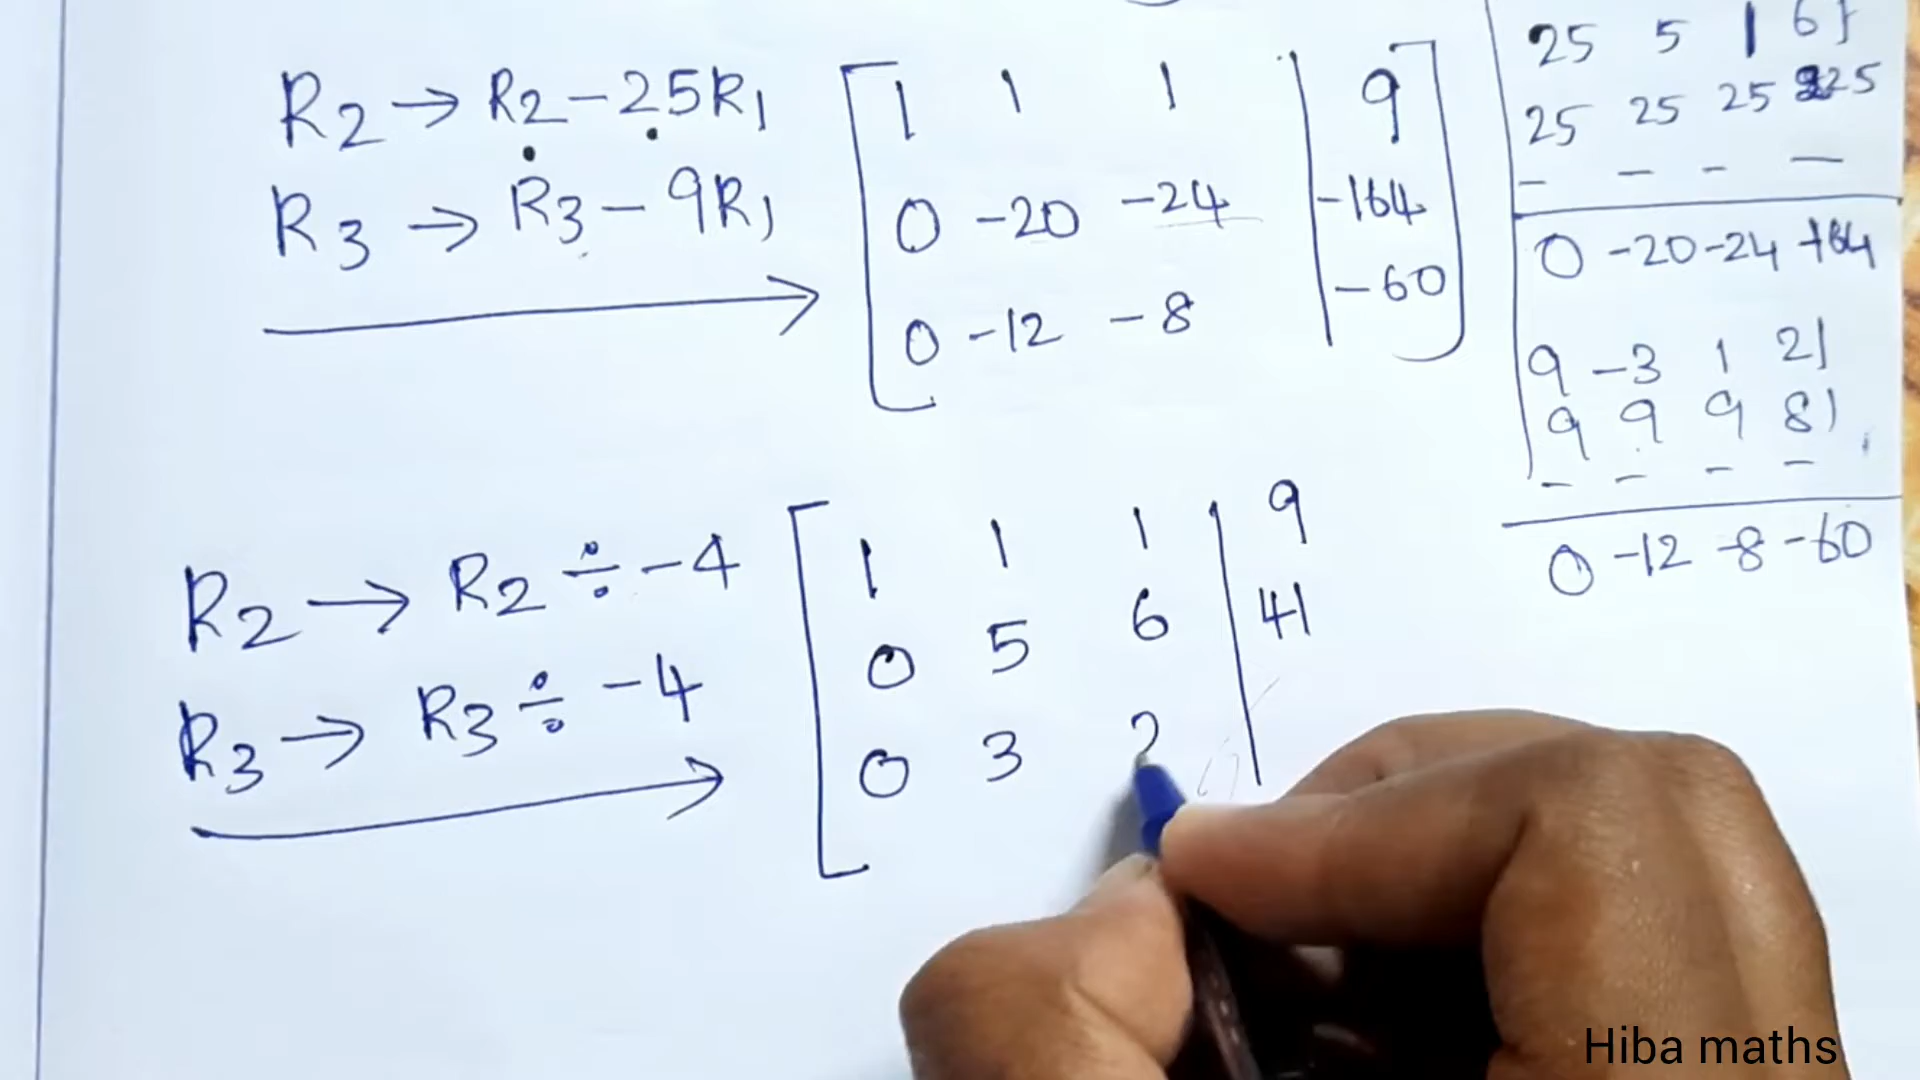 R2 → R2 - 25R1
R3 → R3 - 9R1
1 1 1 | 9
0 -20 -24 | -164
0 -12 -8 | -60
25 5 1 61
25 25 25 225
- - - -
0 -20 -24 -164
9 -3 1 21
9 9 9 81
- - - -
0 -12 -8 -60
R2 → R2 ÷ -4
R3 → R3 ÷ -4
1 1 1 | 9
0 5 6 | 41
0 3 2
Hiba maths